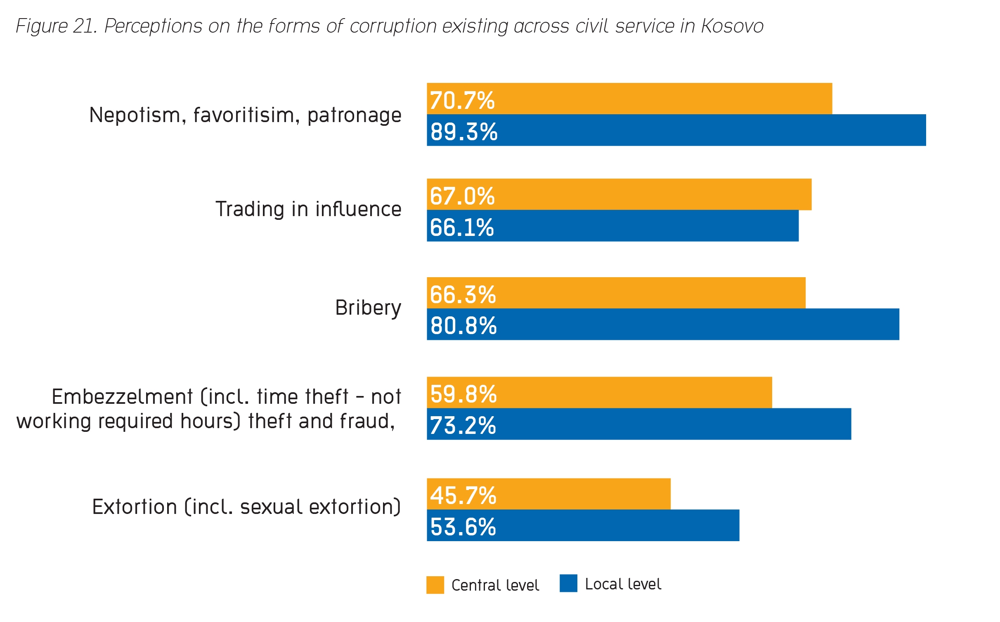 Figure 21. Perceptions on the forms of corruption existing across civil service in Kosovo
Nepotism, favoritisim, patronage
70.7%
89.3%
Trading in influence
67.0%
66.1%
Bribery
66.3%
80.8%
Embezzelment (incl. time theft - not
working required hours) theft and fraud,
59.8%
73.2%
Extortion (incl. sexual extortion)
45.7%
53.6%
Central level
Local level